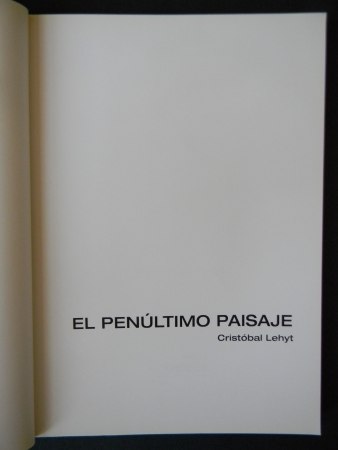 EL PENÚLTIMO PAISAJE
Cristóbal Lehyt